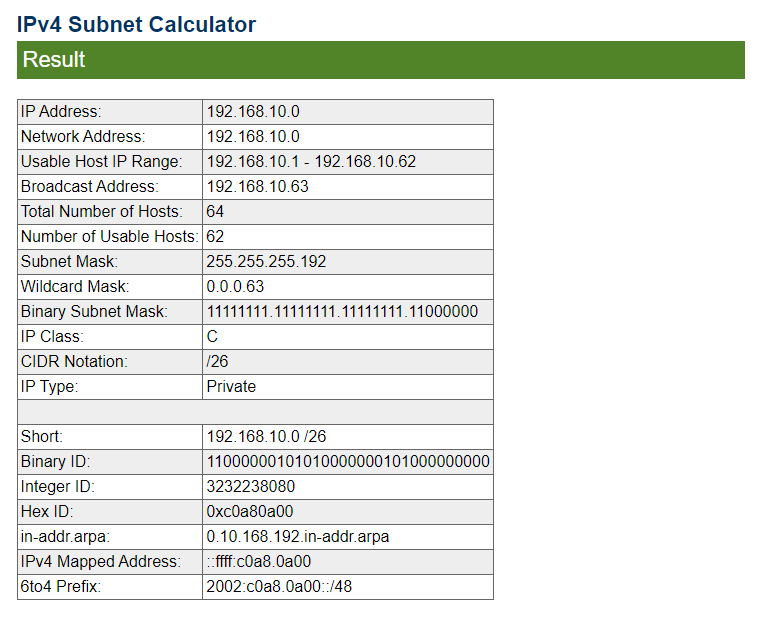 IPv4 Subnet Calculator
Result
IP Address: 192.168.10.0
Network Address: 192.168.10.0
Usable Host IP Range: 192.168.10.1 - 192.168.10.62
Broadcast Address: 192.168.10.63
Total Number of Hosts: 64
Number of Usable Hosts: 62
Subnet Mask: 255.255.255.192
Wildcard Mask: 0.0.0.63
Binary Subnet Mask: 11111111.11111111.11111111.11000000
IP Class: C
CIDR Notation: /26
IP Type: Private
Short: 192.168.10.0 /26
Binary ID: 11000000101010000000101000000000
Integer ID: 3232238080
Hex ID: 0xc0a80a00
in-addr.arpa: 0.10.168.192.in-addr.arpa
IPv4 Mapped Address: ::ffff:c0a8.0a00
6to4 Prefix: 2002:c0a8.0a00::/48